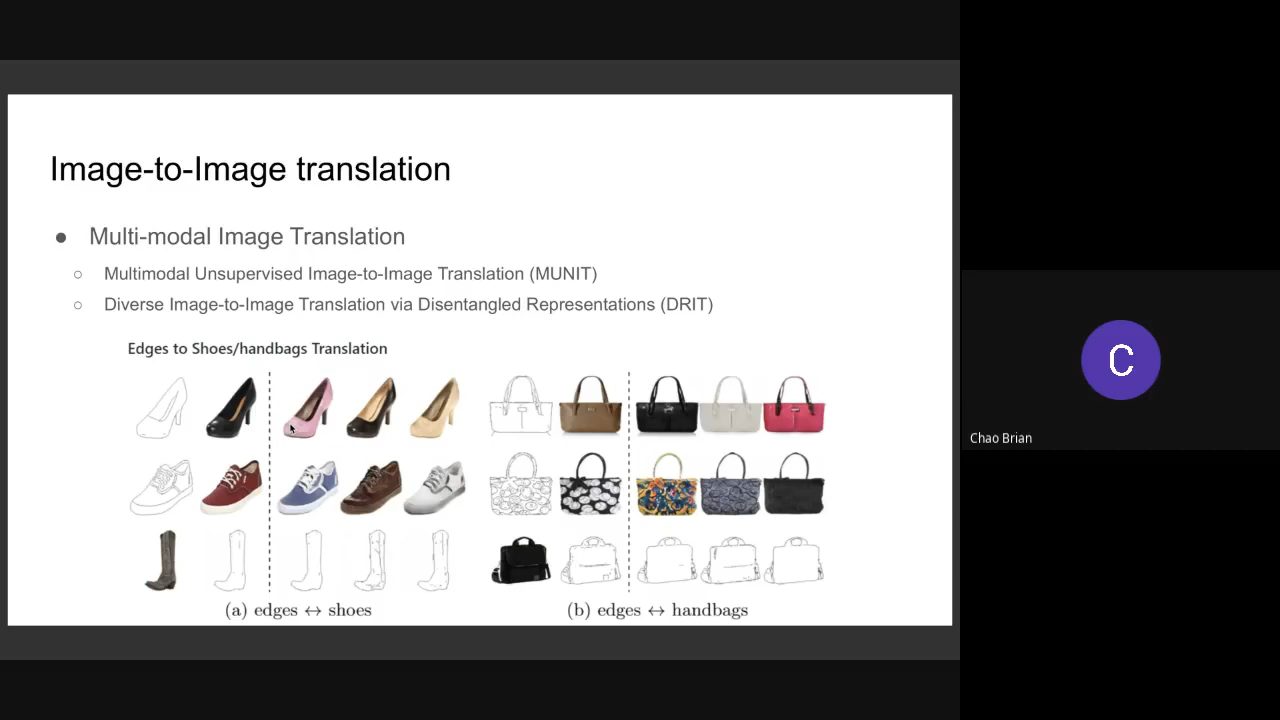 Image-to-Image translation
● Multi-modal Image Translation
○ Multimodal Unsupervised Image-to-Image Translation (MUNIT)
○ Diverse Image-to-Image Translation via Disentangled Representations (DRIT)
Edges to Shoes/handbags Translation
(a) edges ↔ shoes
(b) edges ↔ handbags
C
Chao Brian